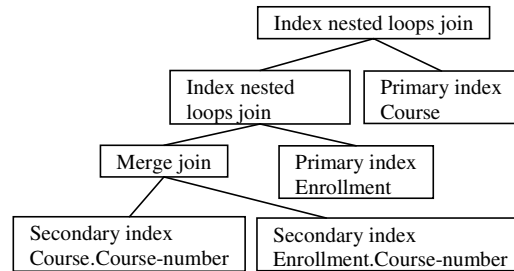 Index nested loops join
Index nested
loops join
Primary index
Course
Merge join
Primary index
Enrollment
Secondary index
Course.Course-number
Secondary index
Enrollment.Course-number